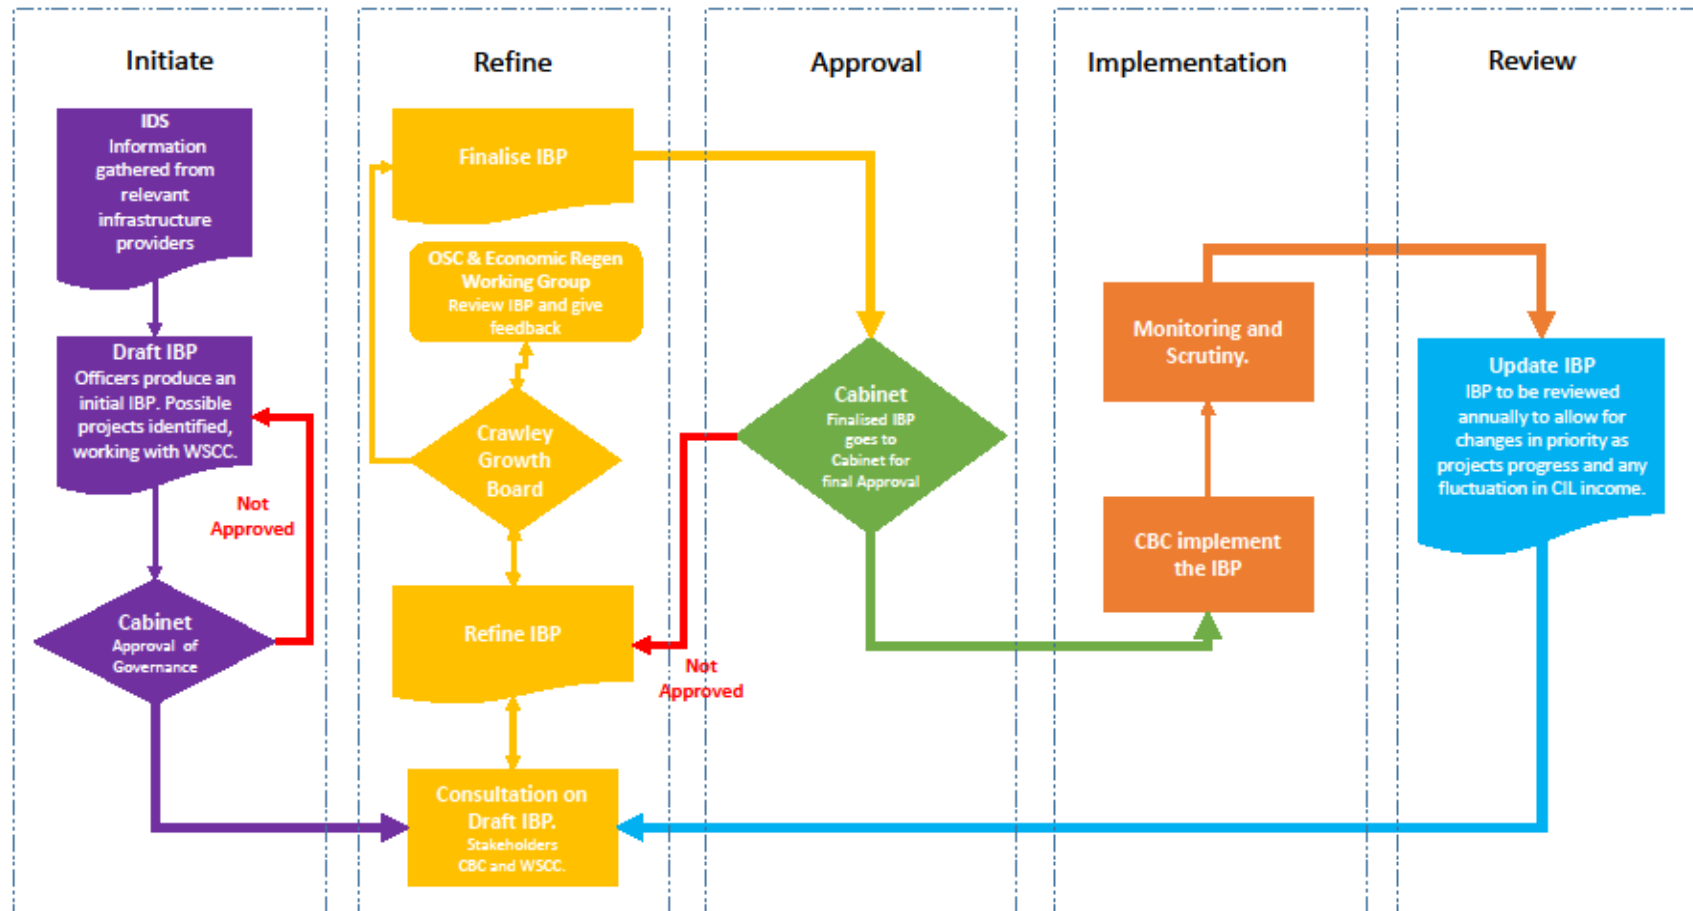 Initiate
IDS
Information
gathered from
relevant
infrastructure
providers
Draft IBP
Officers produce an
initial IBP. Possible
projects identified,
working with WSCC.
Not
Approved
Cabinet
Approval of
Governance
Refine
Finalise IBP
OSC & Economic Regen
Working Group
Review IBP and give
feedback
Crawley
Growth
Board
Refine IBP
Consultation on
Draft IBP.
Stakeholders
CBC and WSCC.
Approval
Cabinet
Finalised IBP
goes to
Cabinet for
final Approval
Not
Approved
Implementation
Monitoring and
Scrutiny.
CBC implement
the IBP
Review
Update IBP
IBP to be reviewed
annually to allow for
changes in priority as
projects progress and any
fluctuation in CIL income.